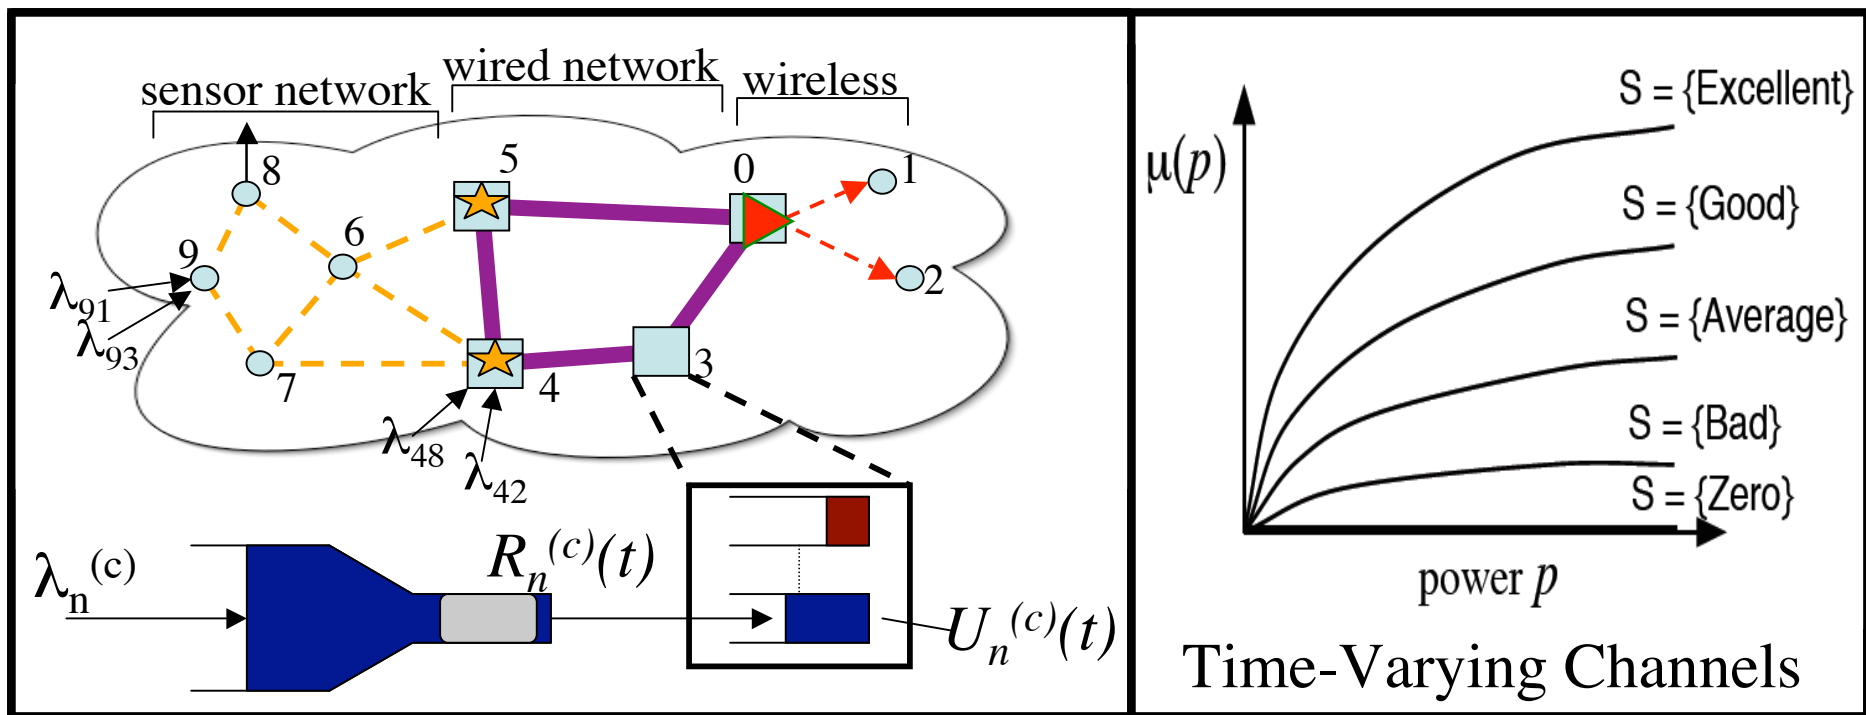 sensor network
wired network
wireless
8
5
0
1
9
6
2
λ91
λ93
7
4
3
λ48
λ42
λn(c)
Rn(c)(t)
Un(c)(t)
S = {Excellent}
μ(p)
S = {Good}
S = {Average}
S = {Bad}
S = {Zero}
power p
Time-Varying Channels